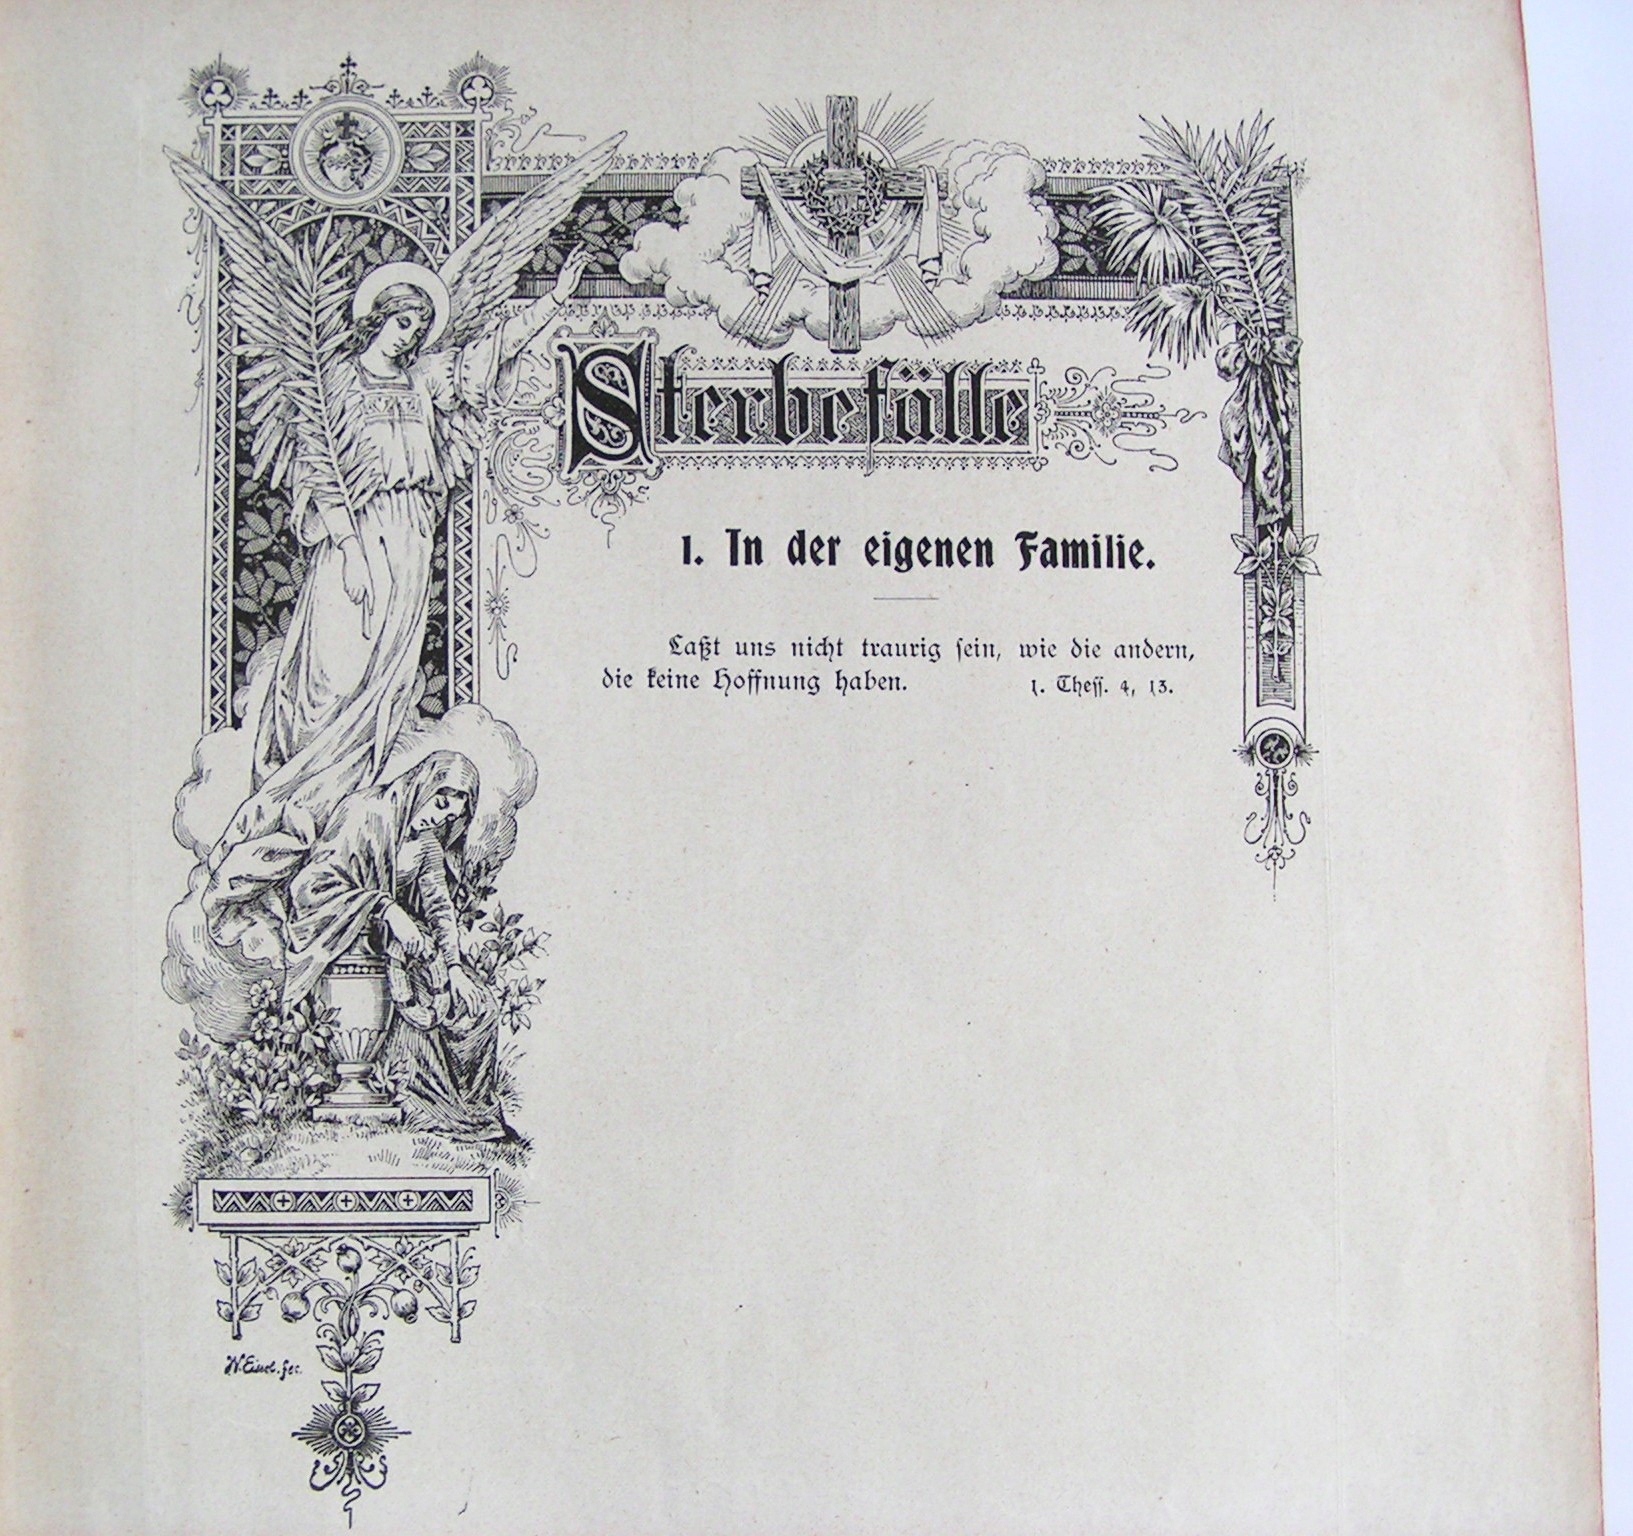 Sterbefälle
1. In der eigenen Familie.
Laßt uns nicht traurig sein, wie die andern,
die keine Hoffnung haben. 1. Thess. 4, 13.